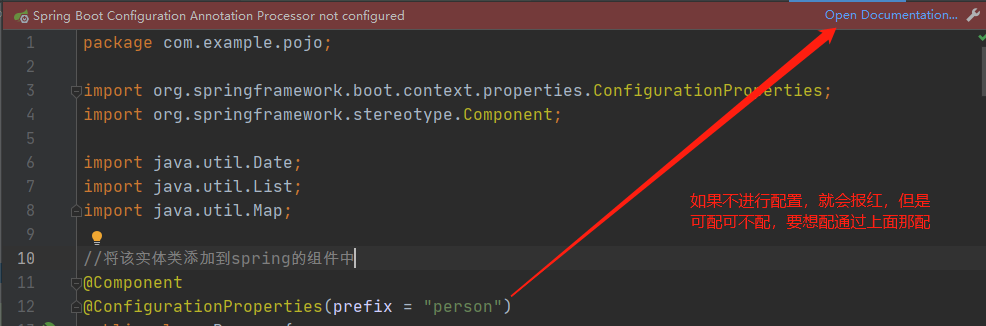 Spring Boot Configuration Annotation Processor not configured
Open Documentation...
1 package com.example.pojo;
2
3 import org.springframework.boot.context.properties.ConfigurationProperties;
4 import org.springframework.stereotype.Component;
5
6 import java.util.Date;
7 import java.util.List;
8 import java.util.Map;
9
如果不进行配置，就会报红，但是
可配可不配，要想配通过上面那配
10 //将该实体类添加到spring的组件中
11 @Component
12 @ConfigurationProperties(prefix = "person")